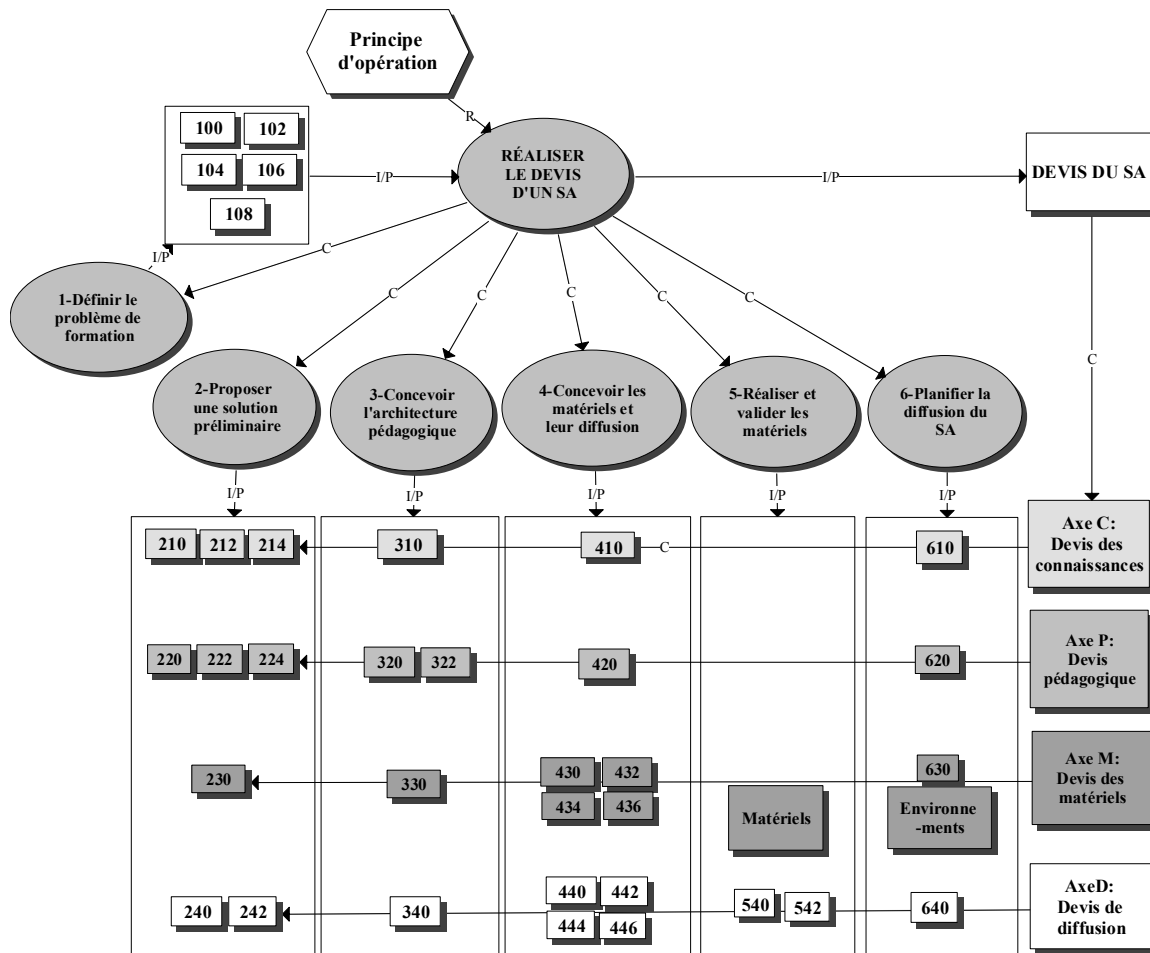 Principe
d'opération
R
100 102
104 106
108
I/P
RÉALISER
LE DEVIS
D'UN SA
I/P
DEVIS DU SA
I/P
C
C
C
C
C
C
C
1-Définir le
problème de
formation
2-Proposer
une solution
préliminaire
3-Concevoir
l'architecture
pédagogique
4-Concevoir les
matériels et
leur diffusion
5-Réaliser et
valider les
matériels
6-Planifier la
diffusion du
SA
I/P I/P I/P I/P I/P
210 212 214 310 410 C 610
Axe C:
Devis des
connaissances
220 222 224 320 322 420 620
Axe P:
Devis
pédagogique
230 330 430 432 630
434 436
Matériels
Environne
-ments
Axe M:
Devis des
matériels
240 242 340 440 442 540 542 640
444 446
AxeD:
Devis de
diffusion